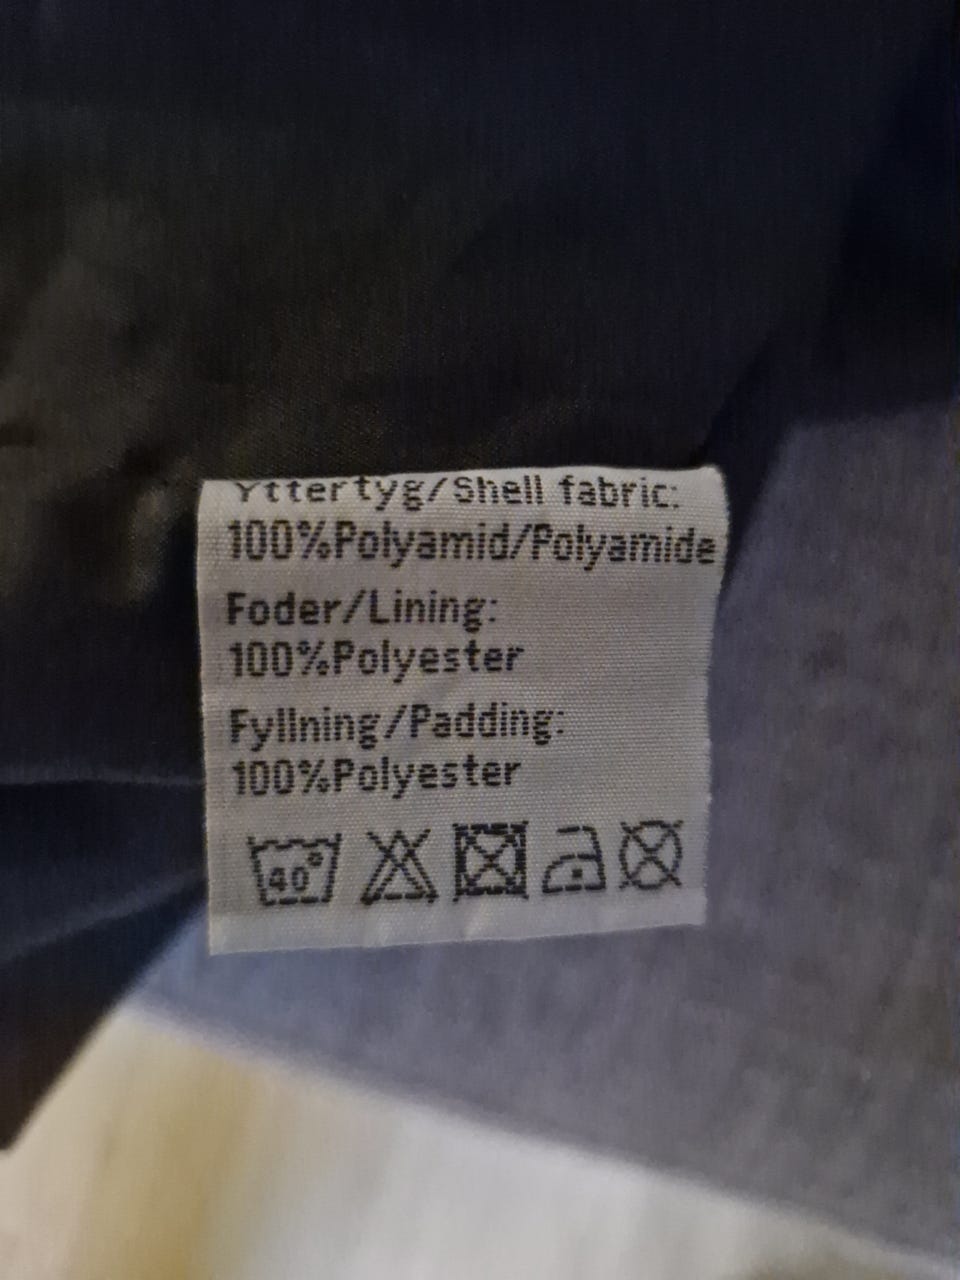 Yttertyg/Shell fabric:
100%Polyamid/Polyamide
Foder/Lining:
100%Polyester
Fyllning/Padding:
100%Polyester
40°